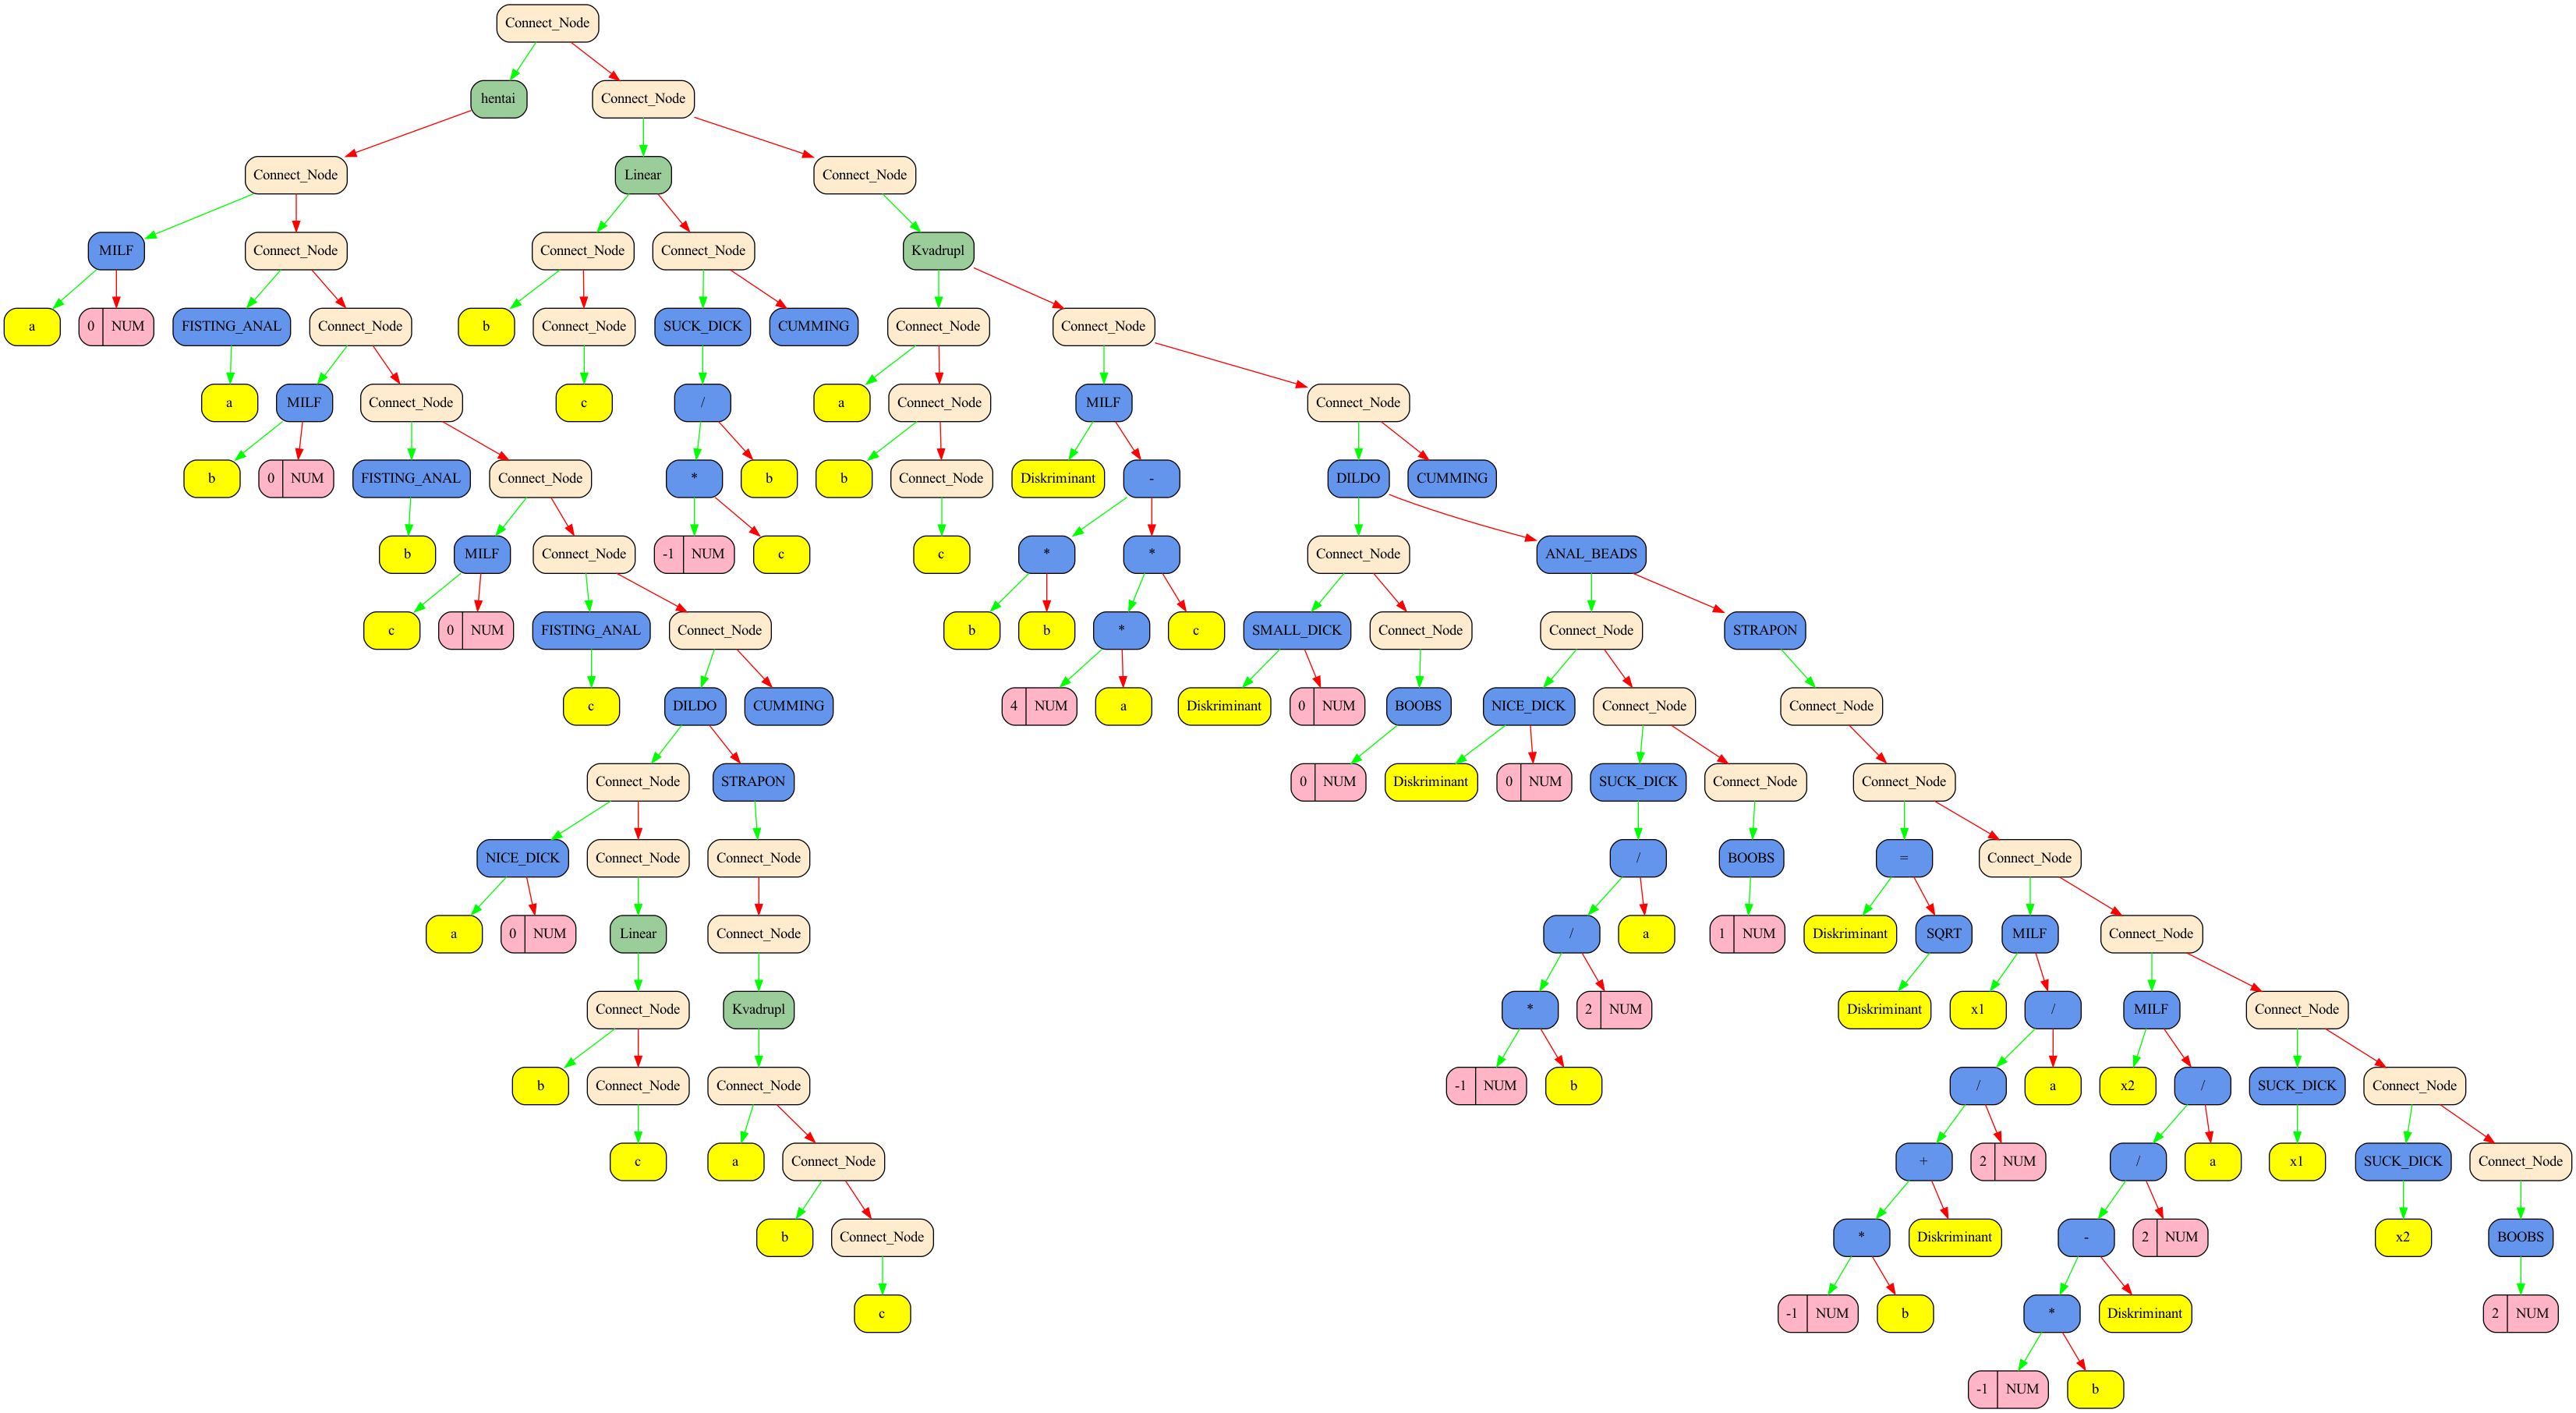 Connect_Node
hentai
Connect_Node
Connect_Node
Linear
Connect_Node
MILF
Connect_Node
Connect_Node
Connect_Node
Kvadrupl
a
0 NUM
FISTING_ANAL
Connect_Node
b
Connect_Node
SUCK_DICK
CUMMING
Connect_Node
Connect_Node
a
MILF
Connect_Node
c
/
a
Connect_Node
MILF
Connect_Node
b
0 NUM
FISTING_ANAL
Connect_Node
*
b
b
Connect_Node
Diskriminant
-
DILDO
CUMMING
b
MILF
Connect_Node
-1 NUM
c
c
*
*
Connect_Node
ANAL_BEADS
c
0 NUM
FISTING_ANAL
Connect_Node
b
b
*
c
SMALL_DICK
Connect_Node
Connect_Node
STRAPON
c
DILDO
CUMMING
4 NUM
a
Diskriminant
0 NUM
BOOBS
NICE_DICK
Connect_Node
Connect_Node
Connect_Node
STRAPON
0 NUM
Diskriminant
0 NUM
SUCK_DICK
Connect_Node
Connect_Node
NICE_DICK
Connect_Node
Connect_Node
/
BOOBS
=
Connect_Node
a
0 NUM
Linear
Connect_Node
/
a
1 NUM
Diskriminant
SQRT
MILF
Connect_Node
Connect_Node
Kvadrupl
*
2 NUM
Diskriminant
x1
/
MILF
Connect_Node
b
Connect_Node
Connect_Node
-1 NUM
b
/
a
x2
/
SUCK_DICK
Connect_Node
c
a
Connect_Node
+
2 NUM
/
a
x1
SUCK_DICK
Connect_Node
b
Connect_Node
*
Diskriminant
-
2 NUM
x2
BOOBS
c
-1 NUM
b
*
Diskriminant
2 NUM
-1 NUM
b